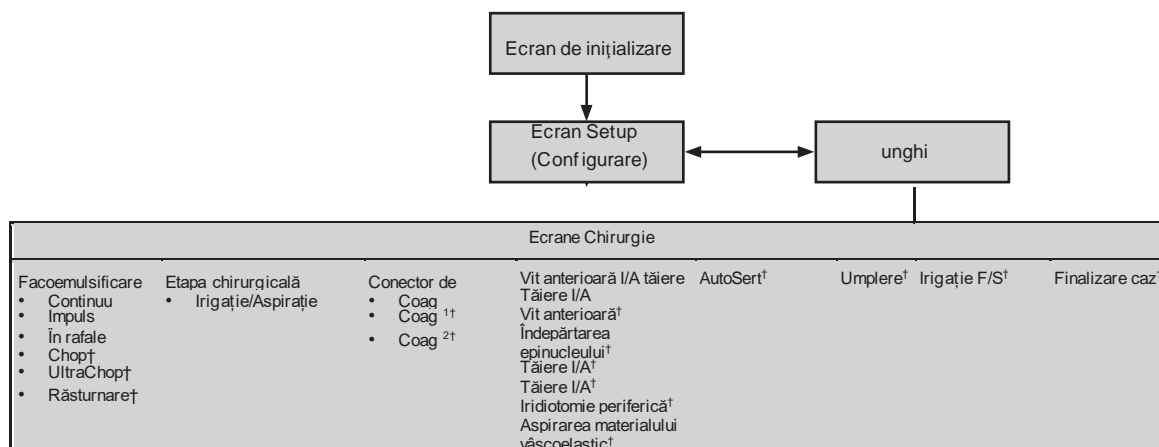 Ecran de inițializare
Ecran Setup
(Configurare)
unghi
Ecrane Chirurgie
Facoemulsificare
• Continuu
• Impuls
• În rafale
• Chop†
• UltraChop†
• Răsturnare†
Etapa chirurgicală
• Irigație/Aspirație
Conector de
• Coag
• Coag ¹†
• Coag ²†
Vit anterioară I/A tăiere
Tăiere I/A
Vit anterioară†
Îndepărtarea
epinucleului†
Tăiere I/A†
Tăiere I/A†
Iridiotomie periferică†
Aspirarea materialului
vâscoelastic†
AutoSert†
Umplere†
Irigație F/S†
Finalizare caz†